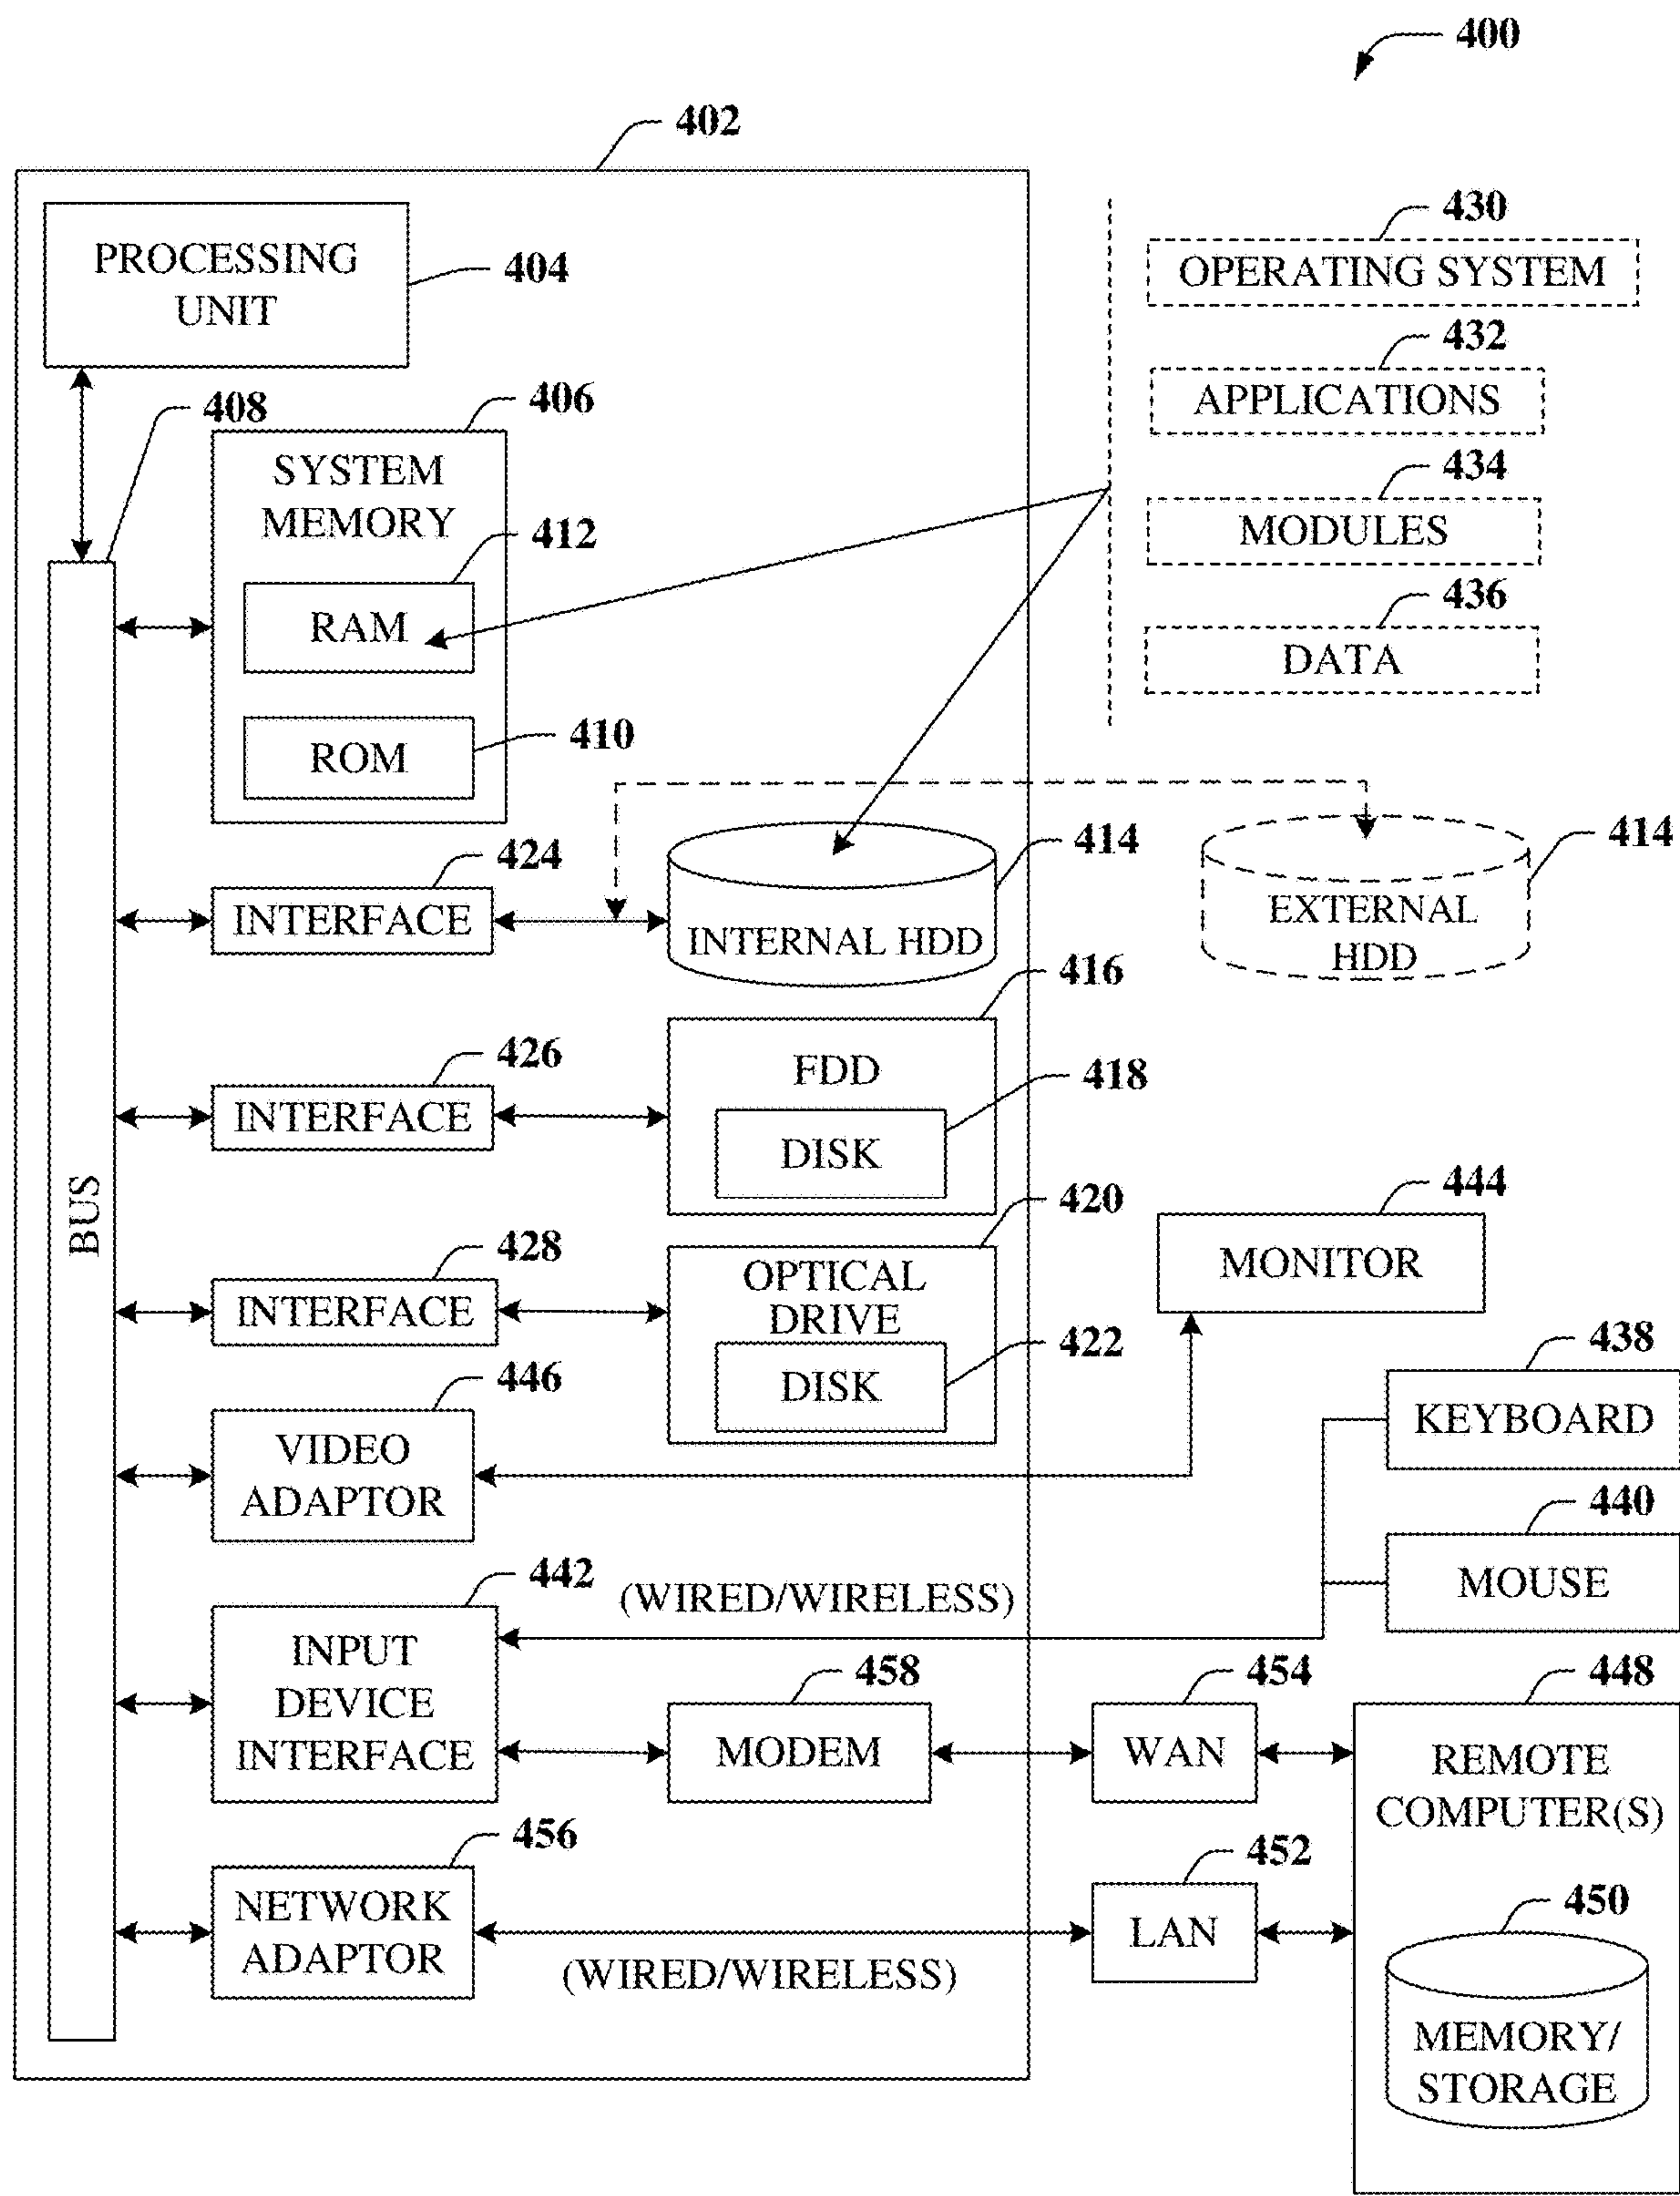 400
402
PROCESSING
UNIT
404
430
OPERATING SYSTEM
432
APPLICATIONS
434
MODULES
436
DATA
408
406
SYSTEM
MEMORY
412
RAM
410
ROM
424
INTERFACE
414
INTERNAL HDD
414
EXTERNAL
HDD
426
INTERFACE
416
FDD
418
DISK
428
INTERFACE
420
OPTICAL
DRIVE
422
DISK
BUS
444
MONITOR
446
VIDEO
ADAPTOR
438
KEYBOARD
440
MOUSE
442
(WIRED/WIRELESS)
INPUT
DEVICE
INTERFACE
458
MODEM
454
WAN
448
REMOTE
COMPUTER(S)
456
NETWORK
ADAPTOR
(WIRED/WIRELESS)
452
LAN
450
MEMORY/
STORAGE